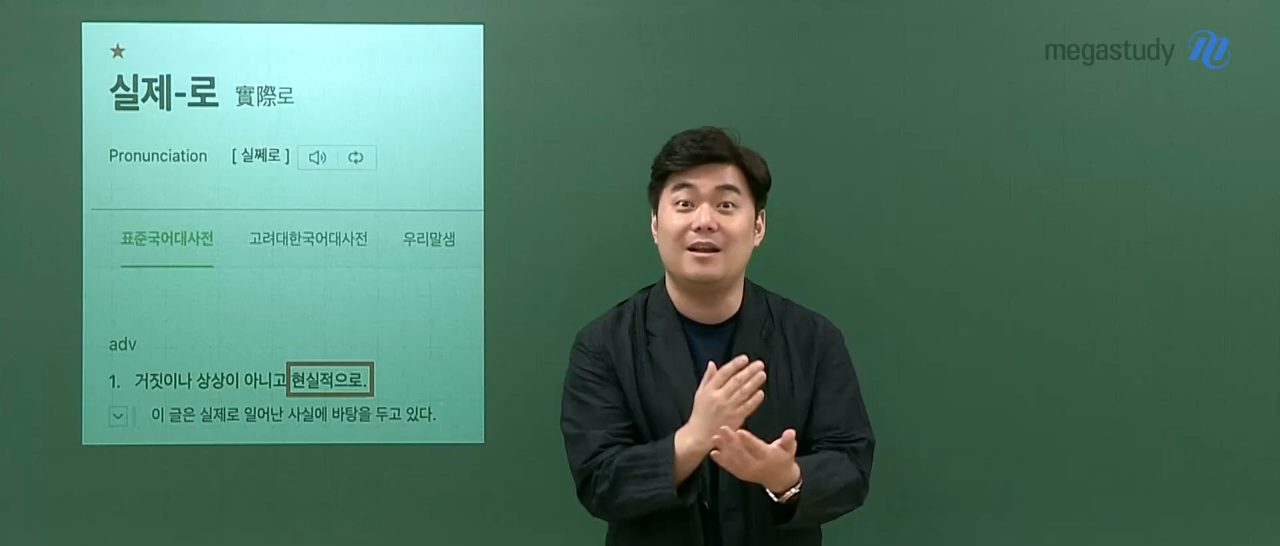 megastudy
실제-로 實際로
Pronunciation [실쩨로]
표준국어대사전 고려대한국어대사전 우리말샘
adv
1. 거짓이나 상상이 아니고 현실적으로.
이 글은 실제로 일어난 사실에 바탕을 두고 있다.